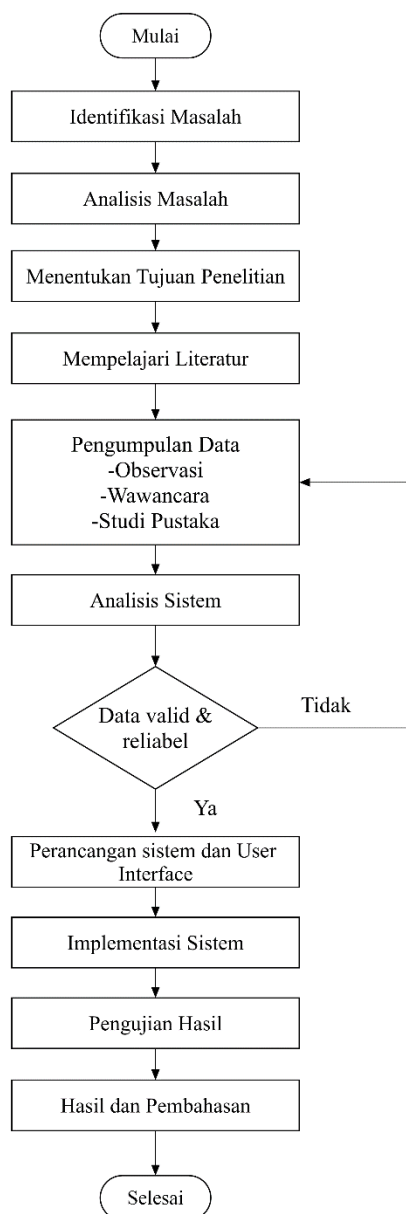 Mulai
Identifikasi Masalah
Analisis Masalah
Menentukan Tujuan Penelitian
Mempelajari Literatur
Pengumpulan Data
-Observasi
-Wawancara
-Studi Pustaka
Analisis Sistem
Data valid &
reliabel
Tidak
Ya
Perancangan sistem dan User
Interface
Implementasi Sistem
Pengujian Hasil
Hasil dan Pembahasan
Selesai